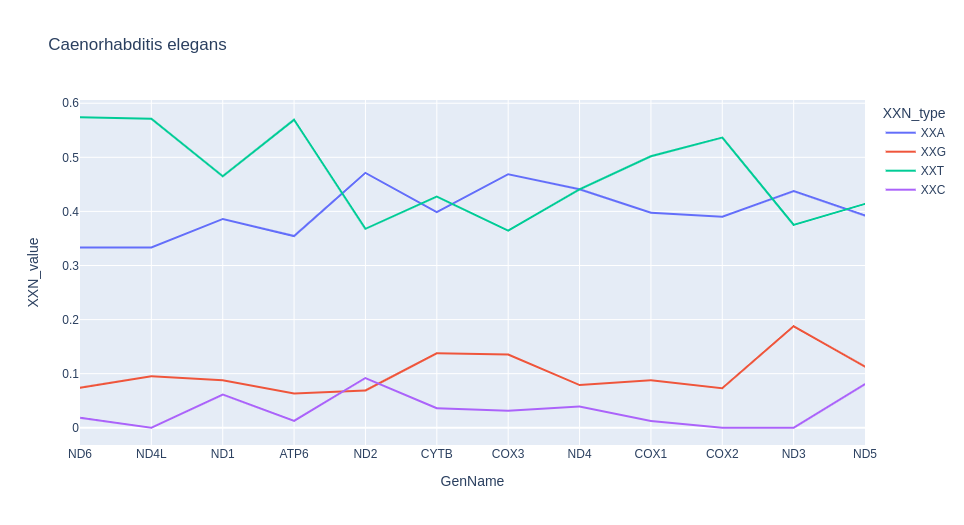 Caenorhabditis elegans
XXN_type
XXA
XXG
XXT
XXC
XXN_value
0.6
0.5
0.4
0.3
0.2
0.1
0
ND6 ND4L ND1 ATP6 ND2 CYTB COX3 ND4 COX1 COX2 ND3 ND5
GenName